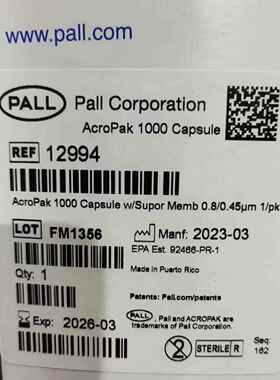 www.pall.com
PALL Pall Corporation
AcroPak 1000 Capsule
REF 12994
AcroPak 1000 Capsule w/Supor Memb 0.8/0.45µm 1/pk
LOT FM1356
Manf: 2023-03
EPA Est. 92466-PR-1
Qty: 1
Made in Puerto Rico
Patents: Pall.com/patents
Exp: 2026-03
PALL, Pall and ACROPAK are
trademarks of Pall Corporation.
2 STERILE R
Seq:
162